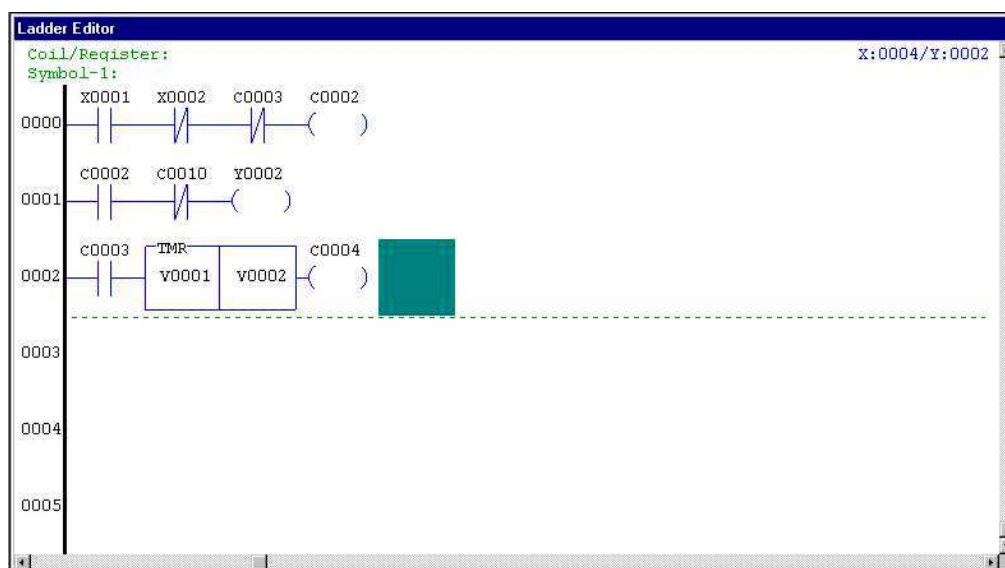 Ladder Editor
Coil/Register: X:0004/Y:0002
Symbol-1:
X0001 X0002 C0003 C0002
0000
C0002 C0010 Y0002
0001
C0003 TMR C0004
0002 V0001 V0002
0003
0004
0005